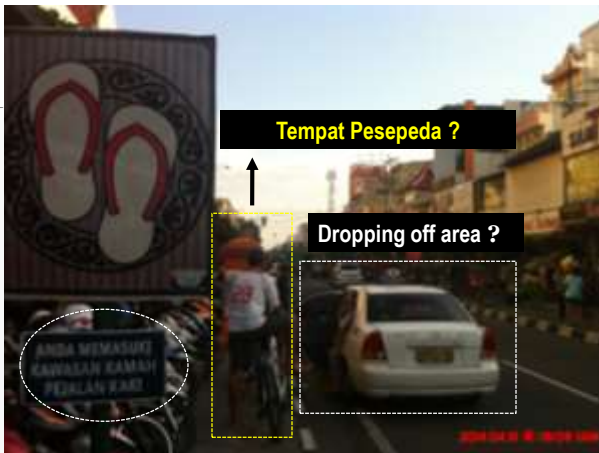 Tempat Pesepeda ?
Dropping off area ?
ANDA MEMASUKI
KAWASAN RAMAH
PEJALAN KAKI